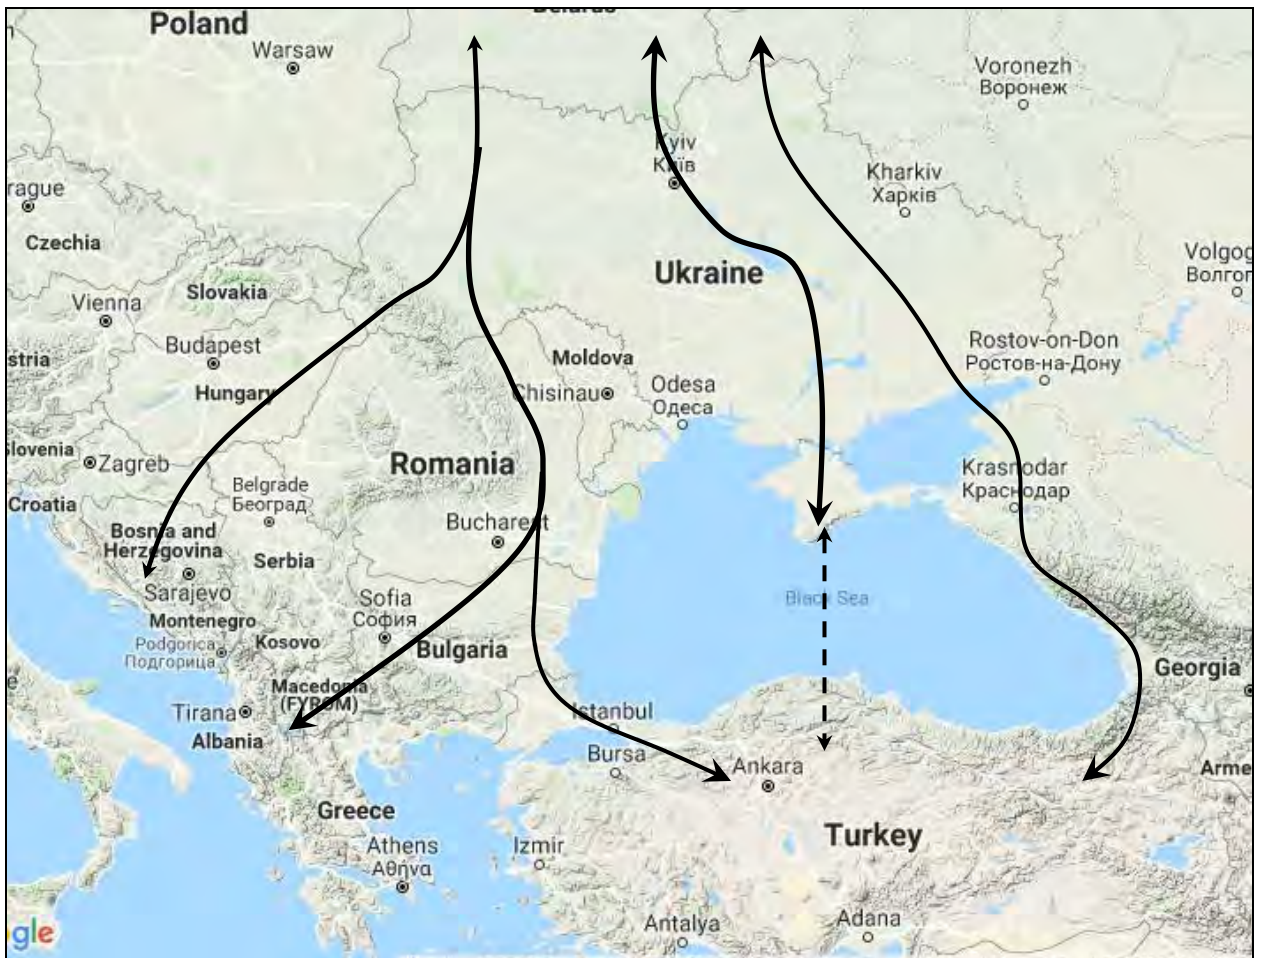 Belarus
Poland
Warsaw
Voronezh
Воронеж
Kyiv
Київ
Kharkiv
Харків
rague
Czechia
Volgog
Волгог
Ukraine
Slovakia
Vienna
Budapest
Rostov-on-Don
Ростов-на-Дону
stria
Moldova
Hungary
Chisinau
Odesa
Одеса
Slovenia
Zagreb
Romania
Krasnodar
Краснодар
Belgrade
Београд
Croatia
Bucharest
Bosnia and
Herzegovina
Serbia
Sarajevo
Sofia
София
Black Sea
Montenegro
Podgorica
Подгорица
Kosovo
Bulgaria
Georgia
Macedonia
(FYROM)
Tirana
Istanbul
Albania
Bursa
Ankara
Arme
Greece
Turkey
Athens
Αθήνα
Izmir
Antalya
Adana
gle